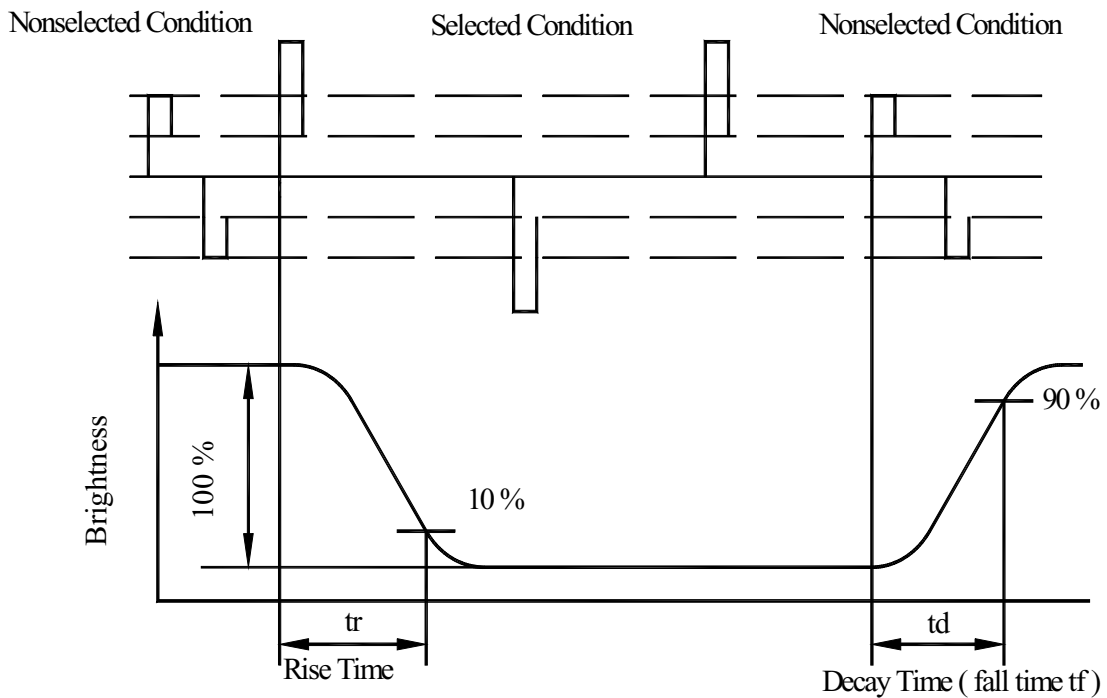 Nonselected Condition
Selected Condition
Nonselected Condition
Brightness
100 %
10 %
90 %
tr
Rise Time
td
Decay Time ( fall time tf )